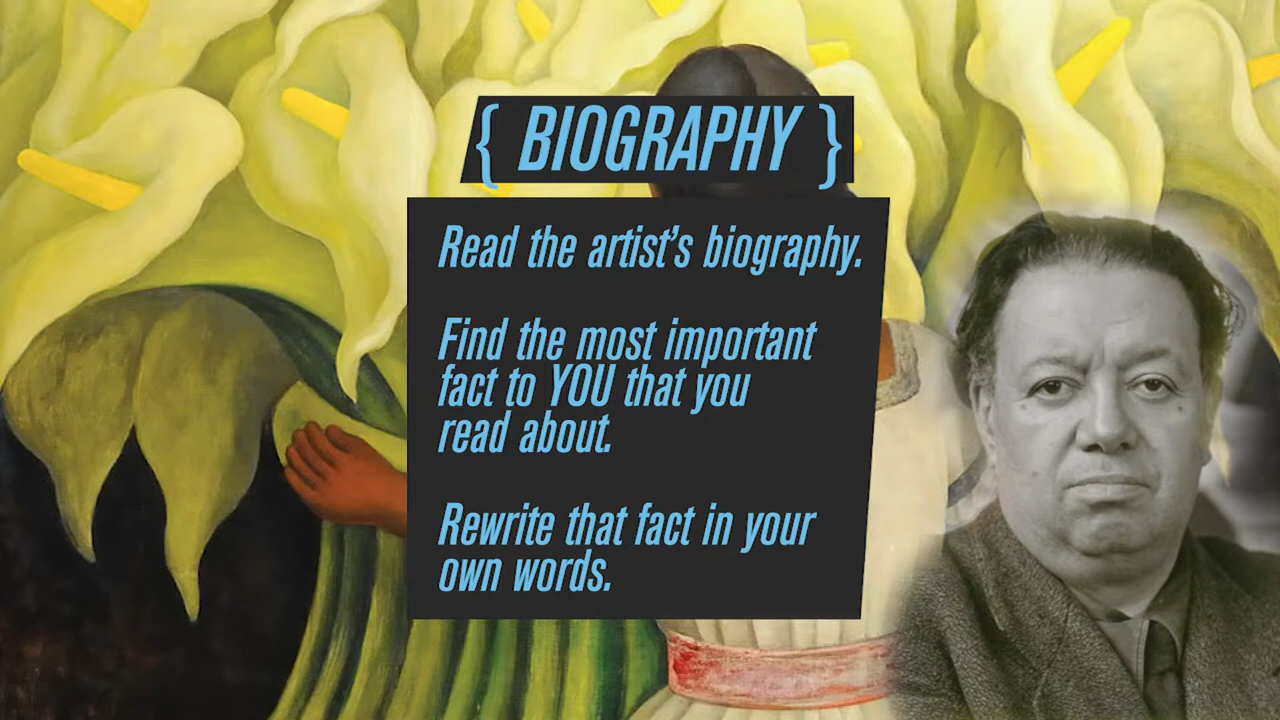 { BIOGRAPHY }
Read the artist's biography.
Find the most important
fact to YOU that you
read about.
Rewrite that fact in your
own words.